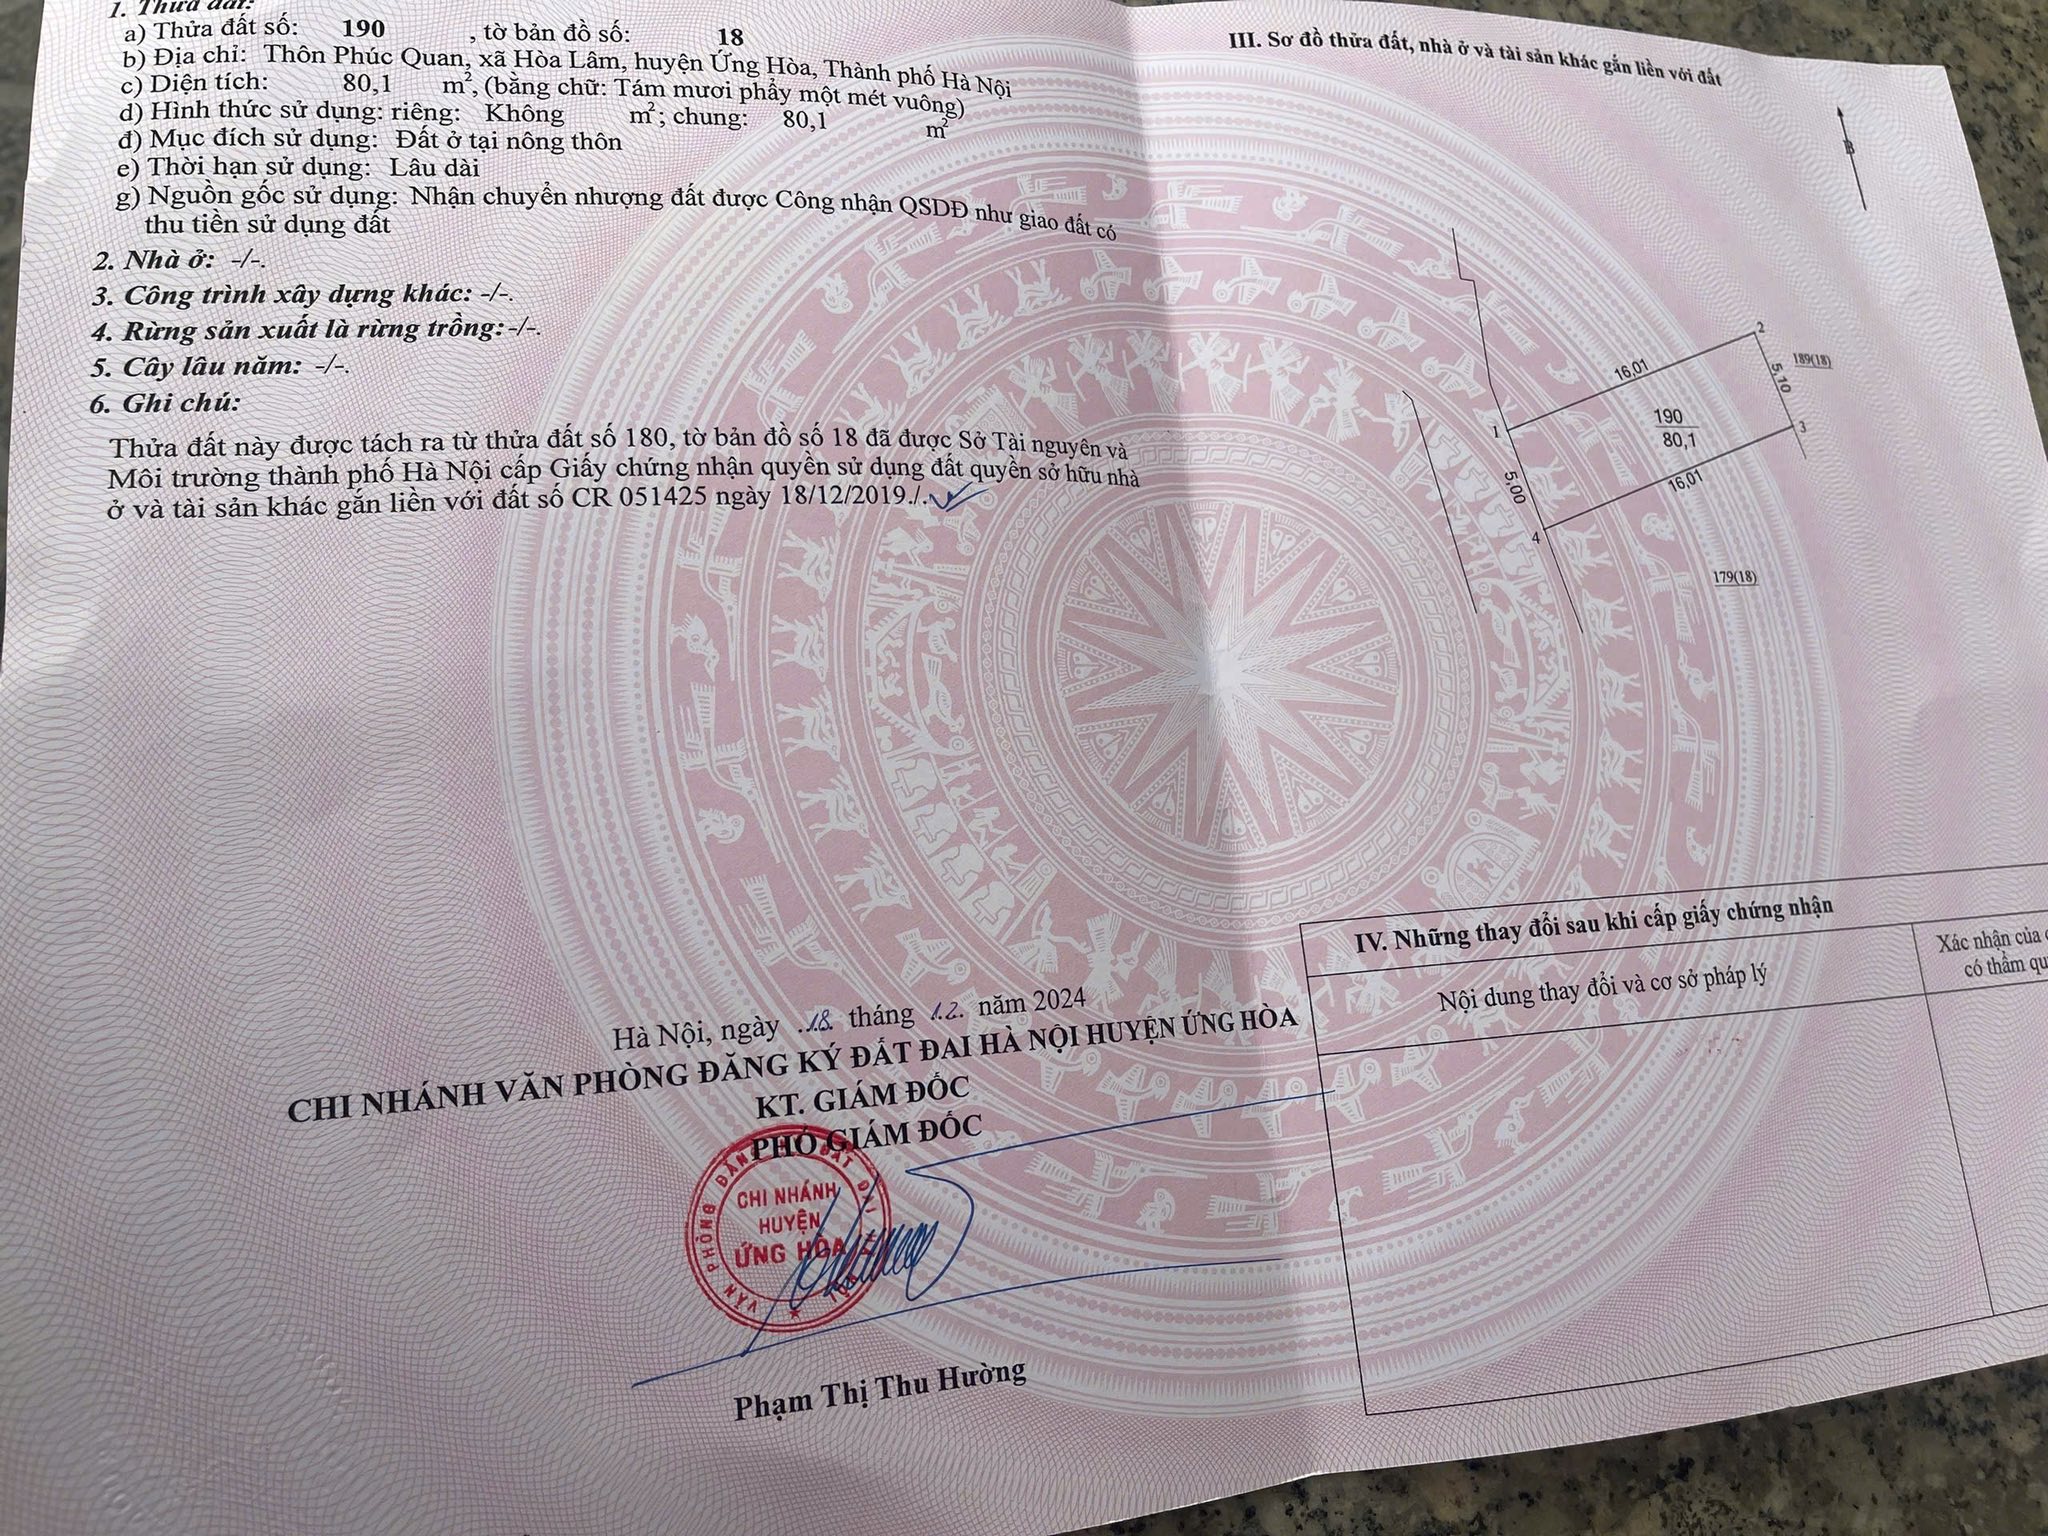 1. Thửa đất:
a) Thửa đất số: 190 , tờ bản đồ số: 18
b) Địa chỉ: Thôn Phúc Quan, xã Hòa Lâm, huyện Ứng Hòa, Thành phố Hà Nội
c) Diện tích: 80,1 m², (bằng chữ: Tám mươi phẩy một mét vuông)
d) Hình thức sử dụng: riêng: Không m²; chung: 80,1 m²
đ) Mục đích sử dụng: Đất ở tại nông thôn
e) Thời hạn sử dụng: Lâu dài
g) Nguồn gốc sử dụng: Nhận chuyển nhượng đất được Công nhận QSDĐ như giao đất có
thu tiền sử dụng đất
2. Nhà ở: -/-.
3. Công trình xây dựng khác: -/-.
4. Rừng sản xuất là rừng trồng:-/-.
5. Cây lâu năm: -/-.
6. Ghi chú:
Thửa đất này được tách ra từ thửa đất số 180, tờ bản đồ số 18 đã được Sở Tài nguyên và
Môi trường thành phố Hà Nội cấp Giấy chứng nhận quyền sử dụng đất quyền sở hữu nhà
ở và tài sản khác gắn liền với đất số CR 051425 ngày 18/12/2019./.
Hà Nội, ngày 18 tháng 12 năm 2024
CHI NHÁNH VĂN PHÒNG ĐĂNG KÝ ĐẤT ĐAI HÀ NỘI HUYỆN ỨNG HÒA
KT. GIÁM ĐỐC
PHÓ GIÁM ĐỐC
CHI NHÁNH
HUYỆN
ỨNG HÒA
Phạm Thị Thu Hường
III. Sơ đồ thửa đất, nhà ở và tài sản khác gắn liền với đất
B
2
16,01
189(18)
5,10
190
80,1
1
3
5,00
16,01
4
179(18)
IV. Những thay đổi sau khi cấp giấy chứng nhận
Nội dung thay đổi và cơ sở pháp lý
Xác nhận của
có thẩm